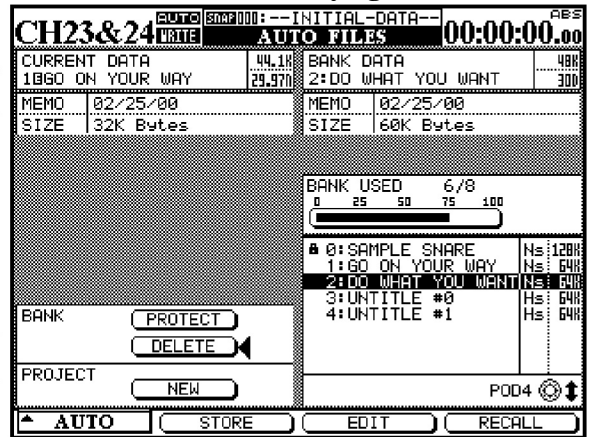 CH23&24 AUTO WRITE SNAP 000:--INITIAL-DATA-- AUTO FILES 00:00:00.00 ABS
CURRENT DATA 44.1K BANK DATA 48K
GO ON YOUR WAY 29.97n 2:DO WHAT YOU WANT 30D
MEMO 02/25/00 MEMO 02/25/00
SIZE 32K Bytes SIZE 60K Bytes
BANK USED 6/8
0 25 50 75 100
0:SAMPLE SNARE Ns 128K
1:GO ON YOUR WAY Ns 64K
2:DO WHAT YOU WANT Ns 64K
3:UNTITLE #0 Hs 64K
4:UNTITLE #1 Hs 64K
BANK PROTECT
DELETE
PROJECT NEW
POD4
AUTO STORE EDIT RECALL